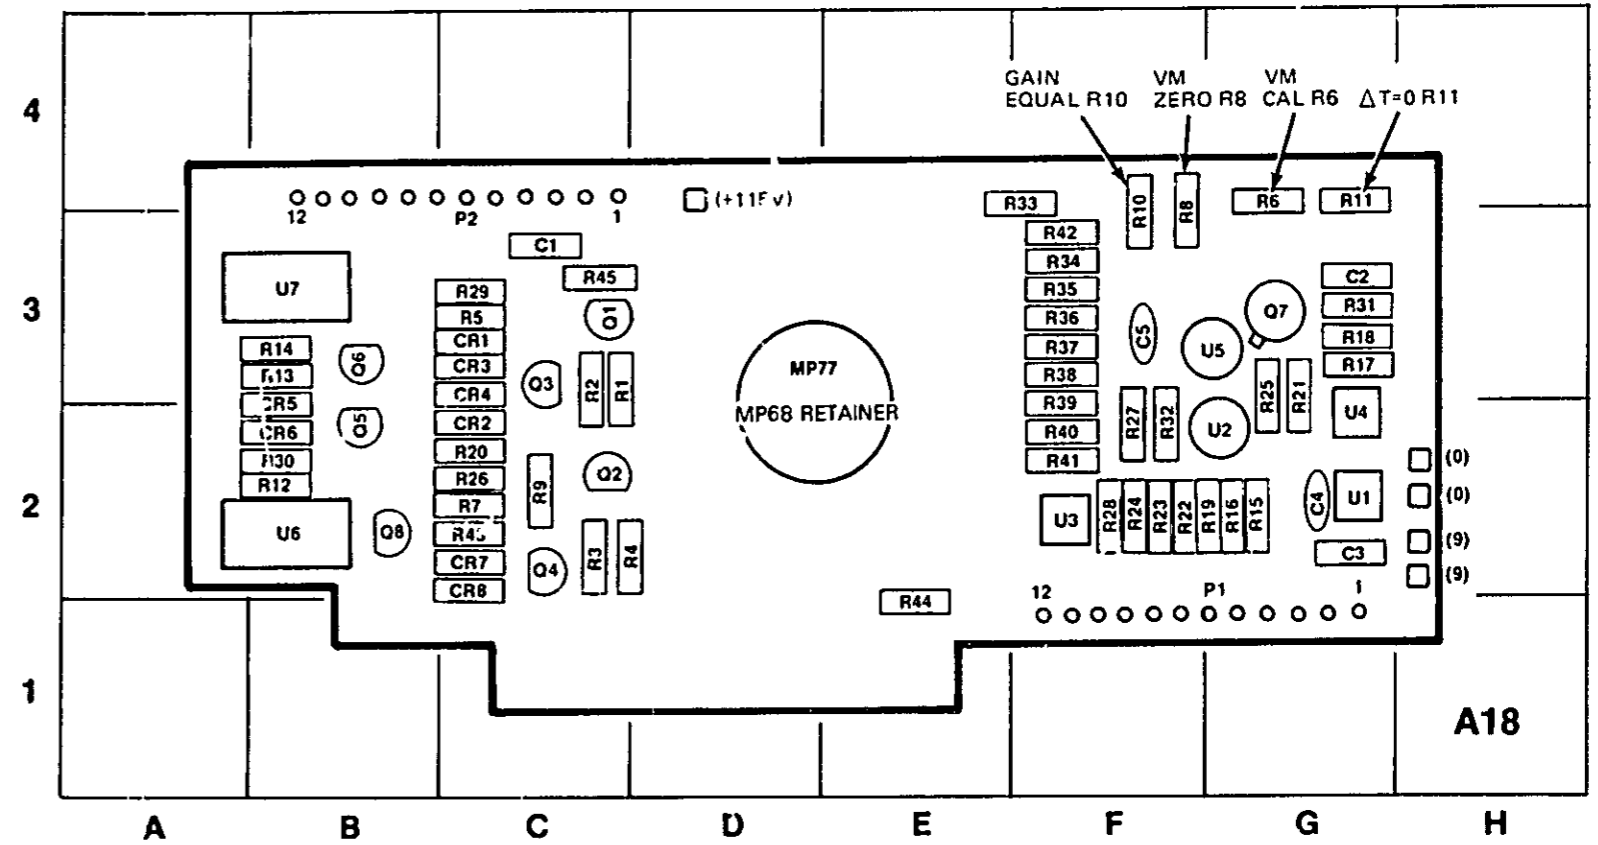 GAIN
EQUAL R10
VM
ZERO R8
VM
CAL R6
ΔT=0 R11
4
12
P2
1
R33
R10
R8
R6
R11
C1
R42
R45
R34
C2
3
U7
R29
R35
R31
R5
Q1
R36
C5
Q7
R18
R14
Q6
CR1
R37
U5
R17
CR3
MP77
R38
Q3
R2
R1
CR4
R39
R25
R21
CR5
MP68 RETAINER
R27
R32
U2
U4
Q5
CR2
R40
CR6
R20
R41
(0)
R30
R26
Q2
R12
R9
R7
(0)
2
U6
Q8
U3
R28
R24
R23
R22
R19
R16
R15
C4
U1
CR7
Q4
R3
R4
C3
(9)
CR8
(9)
R44
12
P1
1
1
A18
A
B
C
D
E
F
G
H